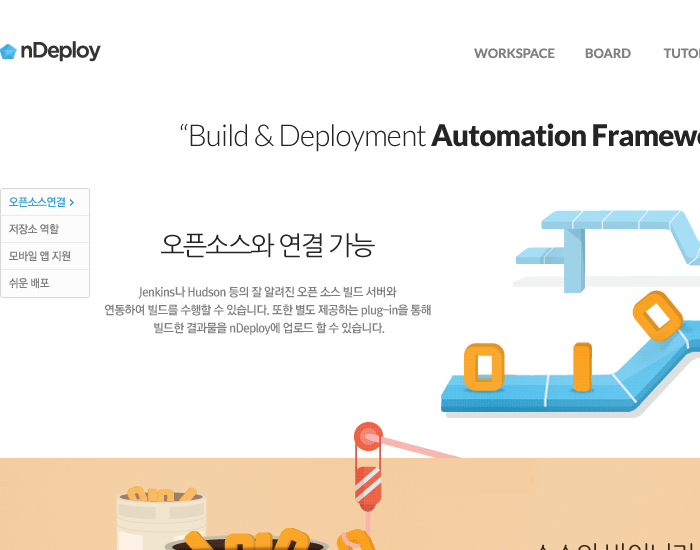 nDeploy
WORKSPACE BOARD
“Build & Deployment Automation
오픈소스연결
저장소 역할
모바일 앱 지원
쉬운 배포
오픈소스와 연결 가능
Jenkins나 Hudson 등의 잘 알려진 오픈 소스 빌드 서버와
연동하여 빌드를 수행할 수 있습니다. 또한 별도 제공하는 plug-in을 통해
빌드한 결과물을 nDeploy에 업로드 할 수 있습니다.